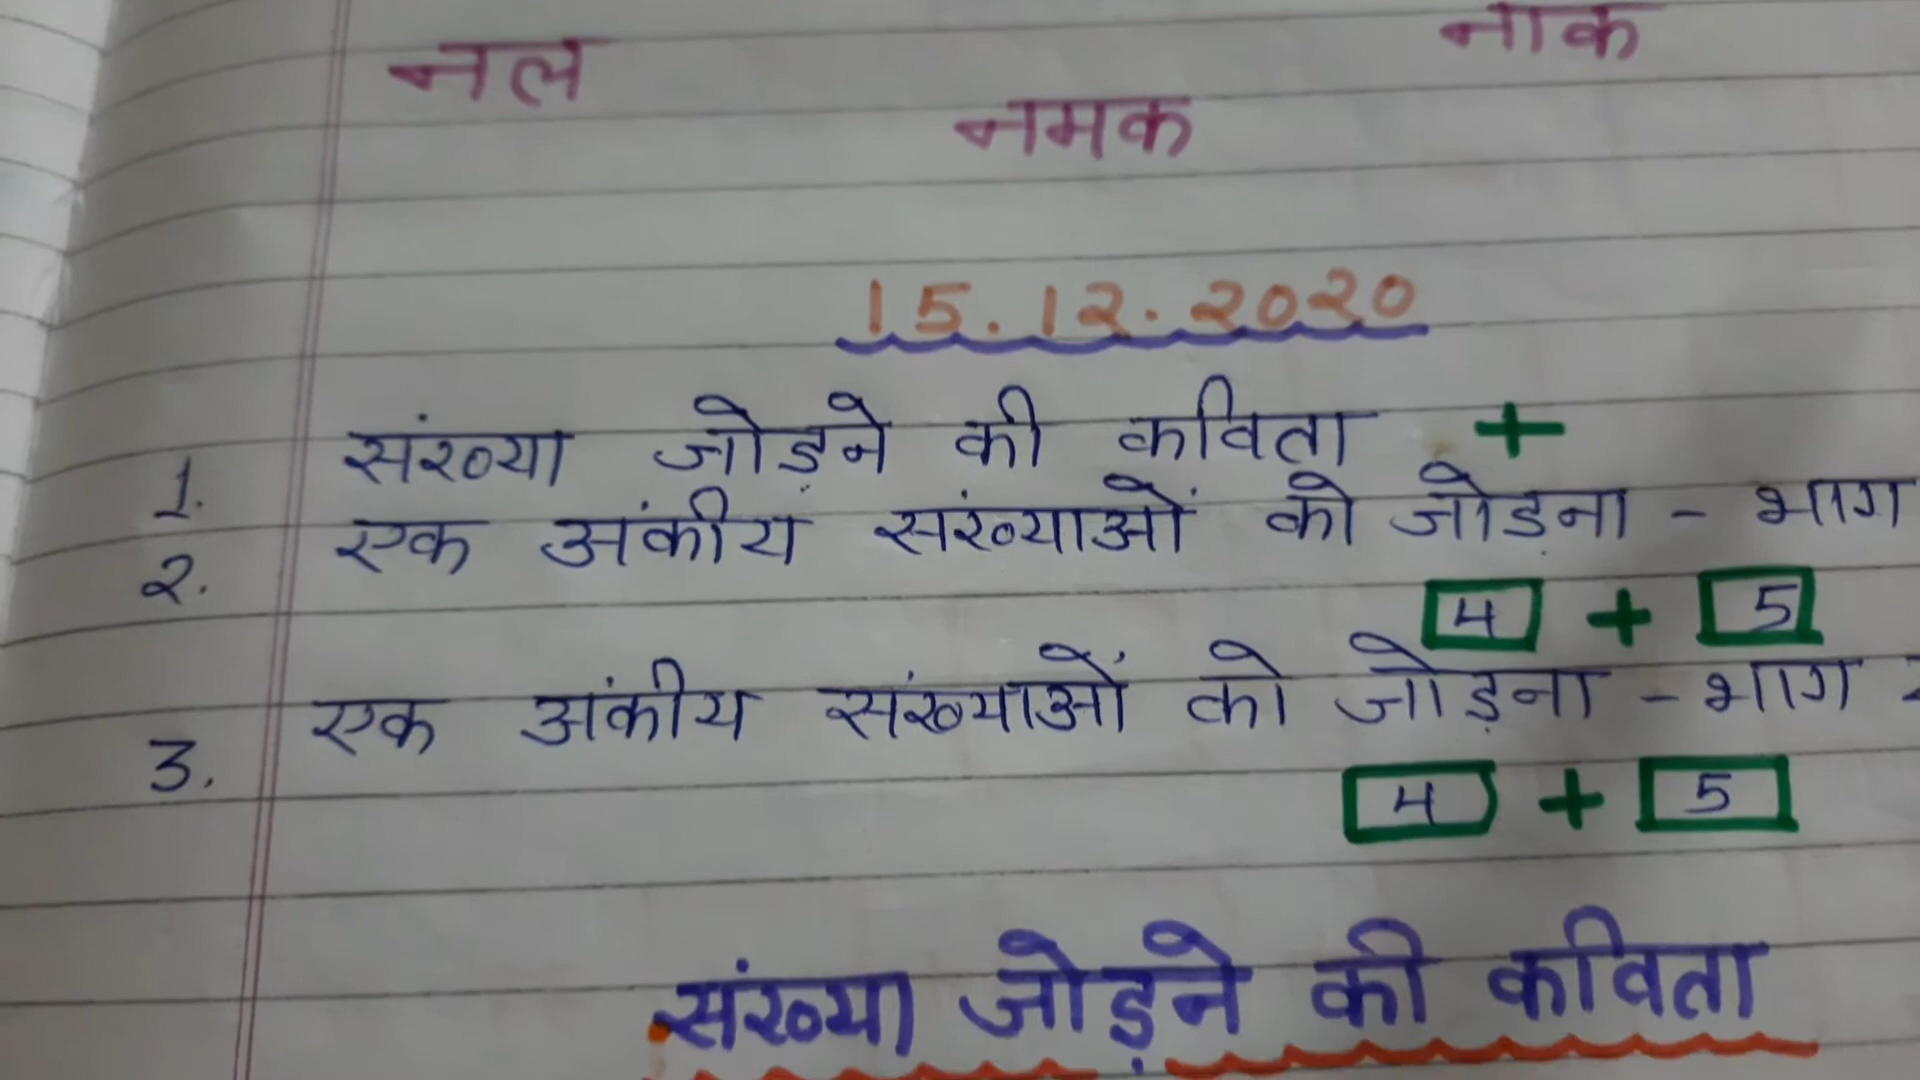 नल नाक
नमक
15.12.2020
1. संख्या जोड़ने की कविता +
2. एक अंकीय संख्याओं को जोड़ना - भाग
4 + 5
3. एक अंकीय संख्याओं को जोड़ना - भाग
4 + 5
संख्या जोड़ने की कविता